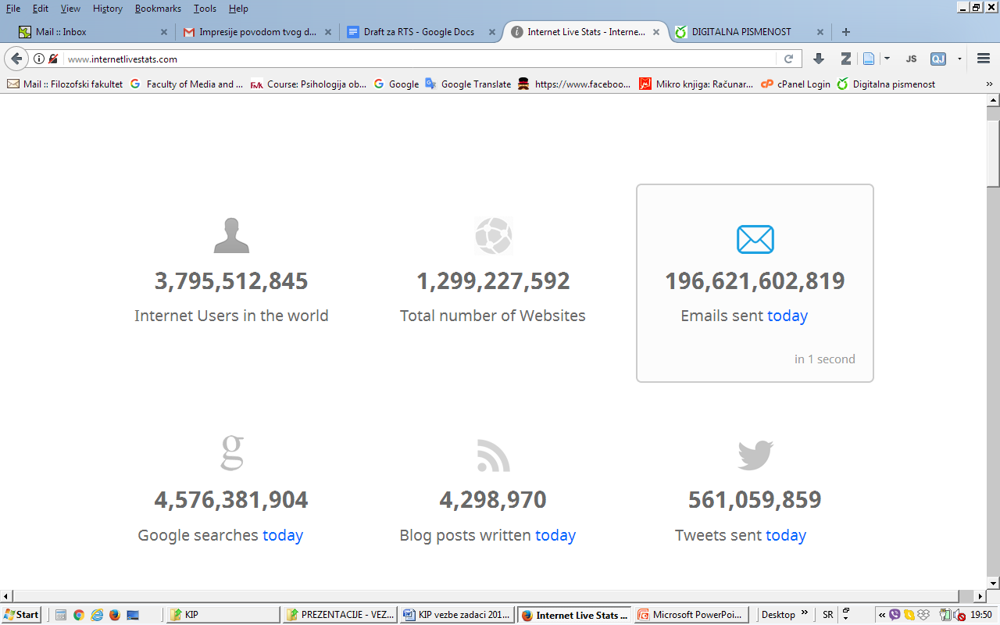 File Edit View History Bookmarks Tools Help
Mail :: Inbox Impresije povodom tvog d... Draft za RTS - Google Docs Internet Live Stats - Interne... DIGITALNA PISMENOST
www.internetlivestats.com JS QJ
Mail :: Filozofski fakultet Faculty of Media and ... FMK Course: Psihologija ob... Google Google Translate https://www.faceboo... Mikro knjiga: Računar... cP cPanel Login Digitalna pismenost »
3,795,512,845 1,299,227,592 196,621,602,819
Internet Users in the world Total number of Websites Emails sent today
in 1 second
4,576,381,904 4,298,970 561,059,859
Google searches today Blog posts written today Tweets sent today
Start KIP PREZENTACIJE - VEZ... KIP vezbe zadaci 201... Internet Live Stats ... Microsoft PowerPoi... Desktop » SR « 19:50